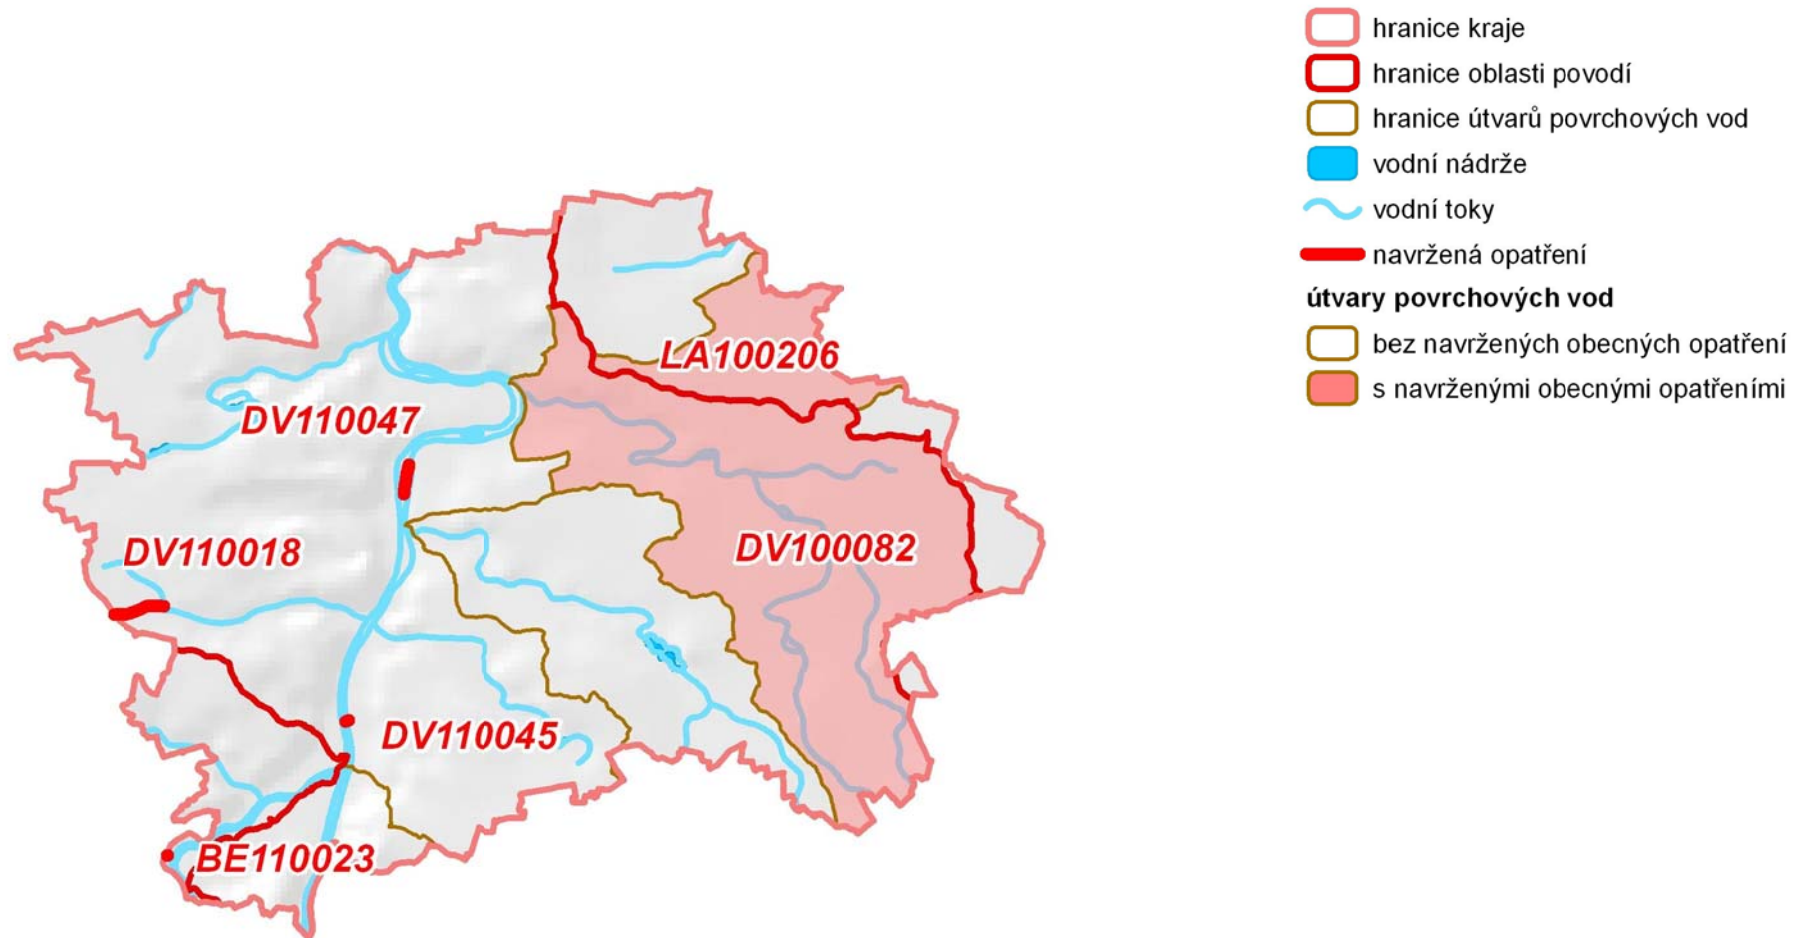 hranice kraje
hranice oblasti povodí
hranice útvarů povrchových vod
vodní nádrže
vodní toky
navržená opatření
útvary povrchových vod
bez navržených obecných opatření
s navrženými obecnými opatřeními
LA100206
DV110047
DV110018
DV100082
DV110045
BE110023